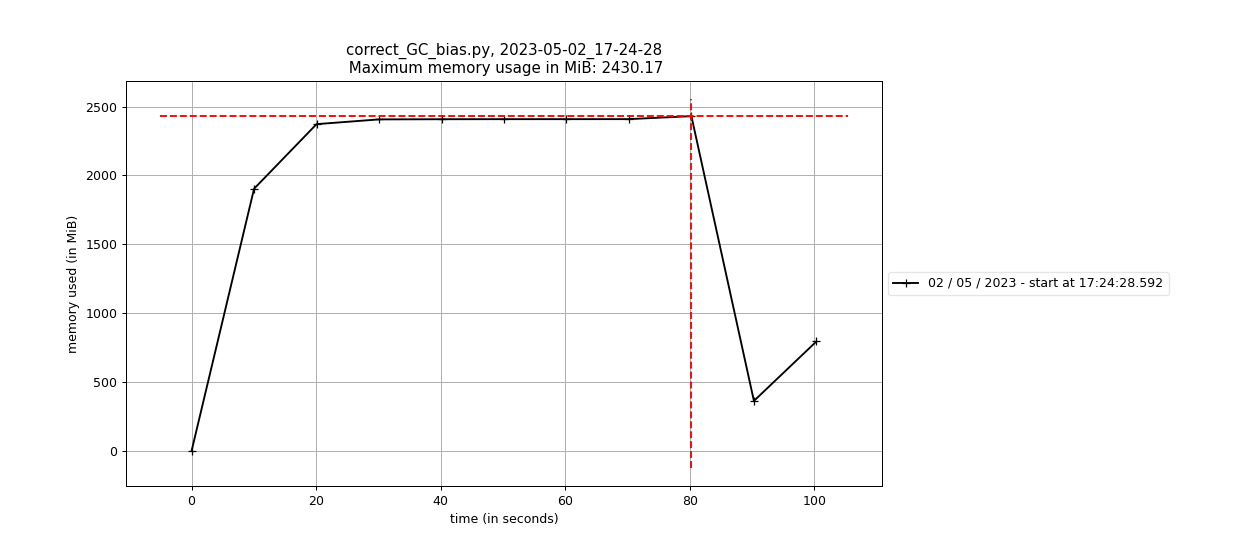 correct_GC_bias.py, 2023-05-02_17-24-28
Maximum memory usage in MiB: 2430.17
2500
2000
1500
1000
500
0
memory used (in MiB)
0 20 40 60 80 100
time (in seconds)
02 / 05 / 2023 - start at 17:24:28.592